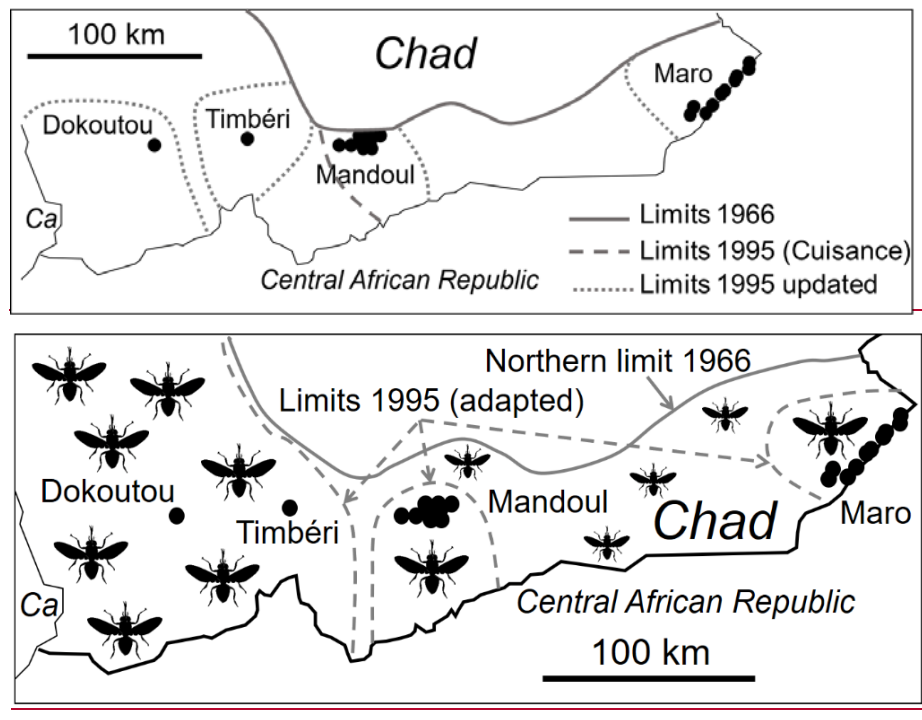 100 km
Chad
Maro
Dokoutou
Timbéri
Mandoul
Ca
Limits 1966
Limits 1995 (Cuisance)
Limits 1995 updated
Central African Republic
Northern limit 1966
Limits 1995 (adapted)
Dokoutou
Mandoul
Timbéri
Chad
Maro
Ca
Central African Republic
100 km